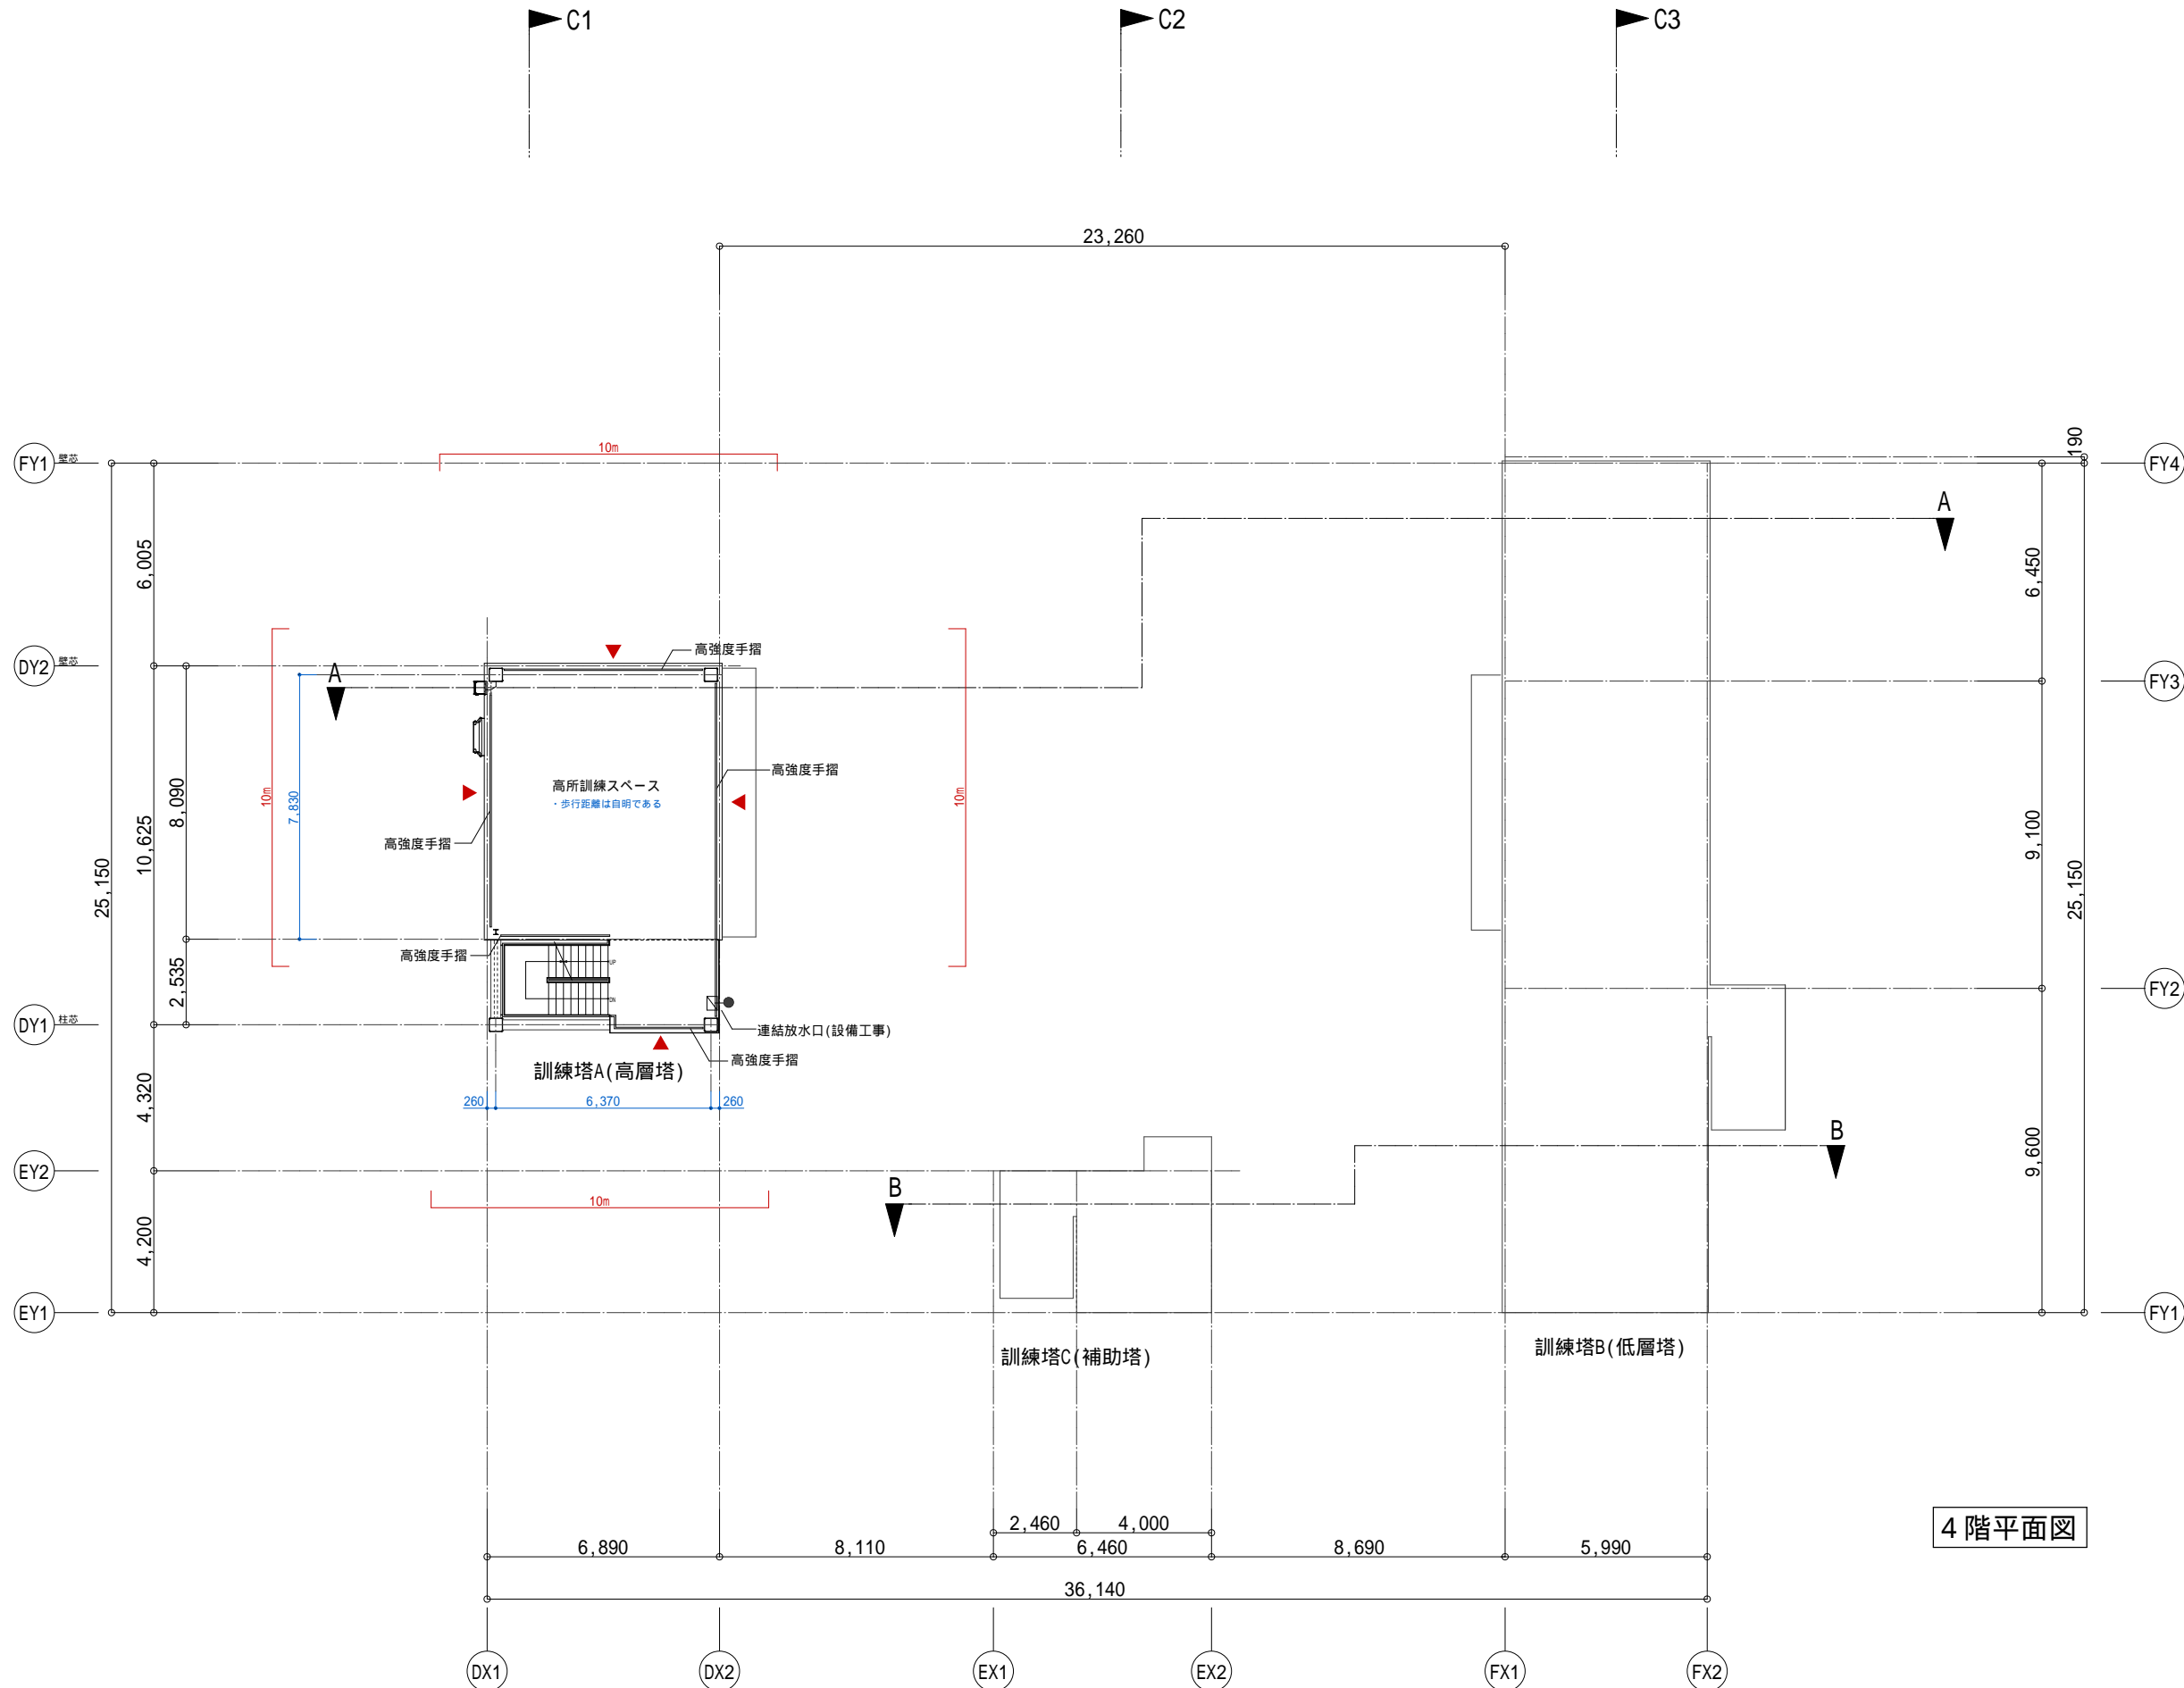 C1
C2
C3
23,260
FY1
壁芯
10m
190
FY4
A
6,005
6,450
DY2
壁芯
高強度手摺
A
FY3
高強度手摺
高所訓練スペース
・歩行距離は自明である
10m
7,830
8,090
10m
10,625
高強度手摺
9,100
25,150
25,150
高強度手摺
UP
2,535
DN
FY2
DY1
柱芯
連結放水口(設備工事)
高強度手摺
訓練塔A(高層塔)
260
6,370
260
4,320
B
9,600
EY2
B
10m
4,200
EY1
FY1
訓練塔C(補助塔)
訓練塔B(低層塔)
2,460
4,000
4階平面図
6,890
8,110
6,460
8,690
5,990
36,140
DX1
DX2
EX1
EX2
FX1
FX2